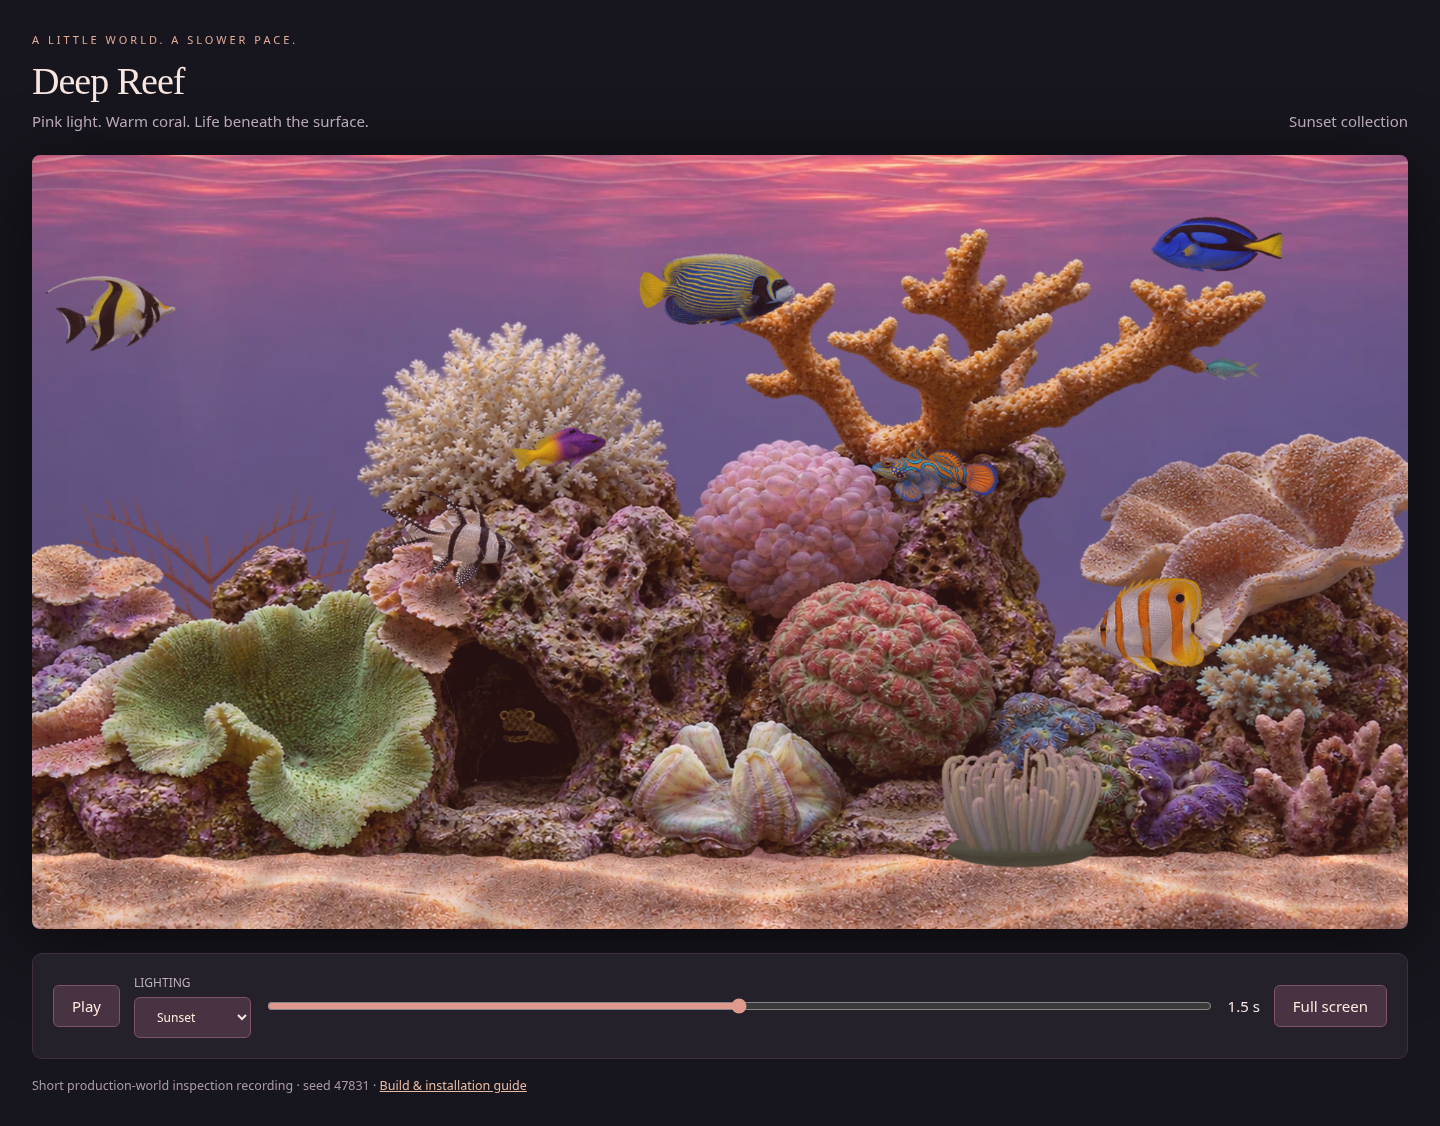 A LITTLE WORLD. A SLOWER PACE.
Deep Reef
Pink light. Warm coral. Life beneath the surface.
Sunset collection
Play
LIGHTING
Sunset
1.5 s
Full screen
Short production-world inspection recording · seed 47831 · Build & installation guide